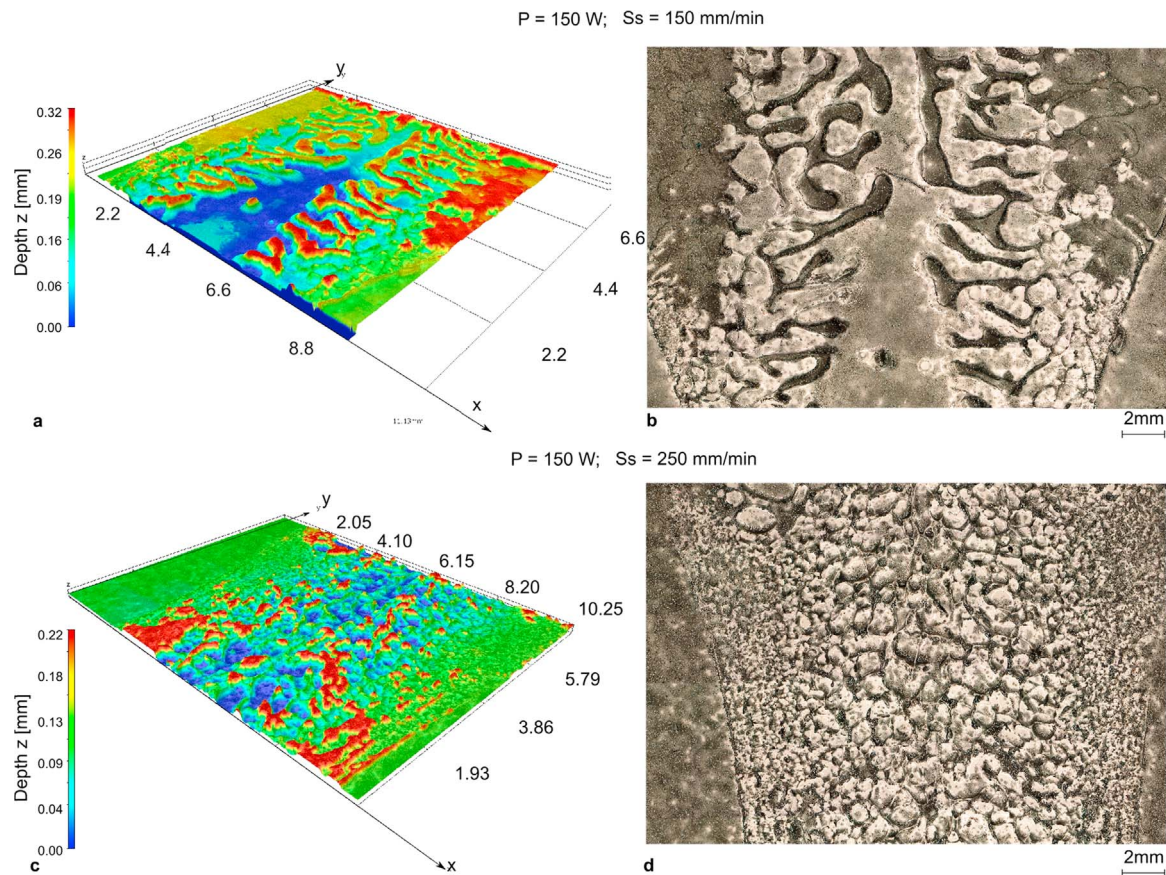 P = 150 W; Ss = 150 mm/min
y
Depth z [mm]
0.32
0.26
0.19
0.16
0.06
0.00
z
2.2
4.4
6.6
8.8
6.6
4.4
2.2
x
a
b
2mm
P = 150 W; Ss = 250 mm/min
y
y
Depth z [mm]
0.22
0.18
0.13
0.09
0.04
0.00
z
2.05
4.10
6.15
8.20
10.25
5.79
3.86
1.93
x
c
d
2mm